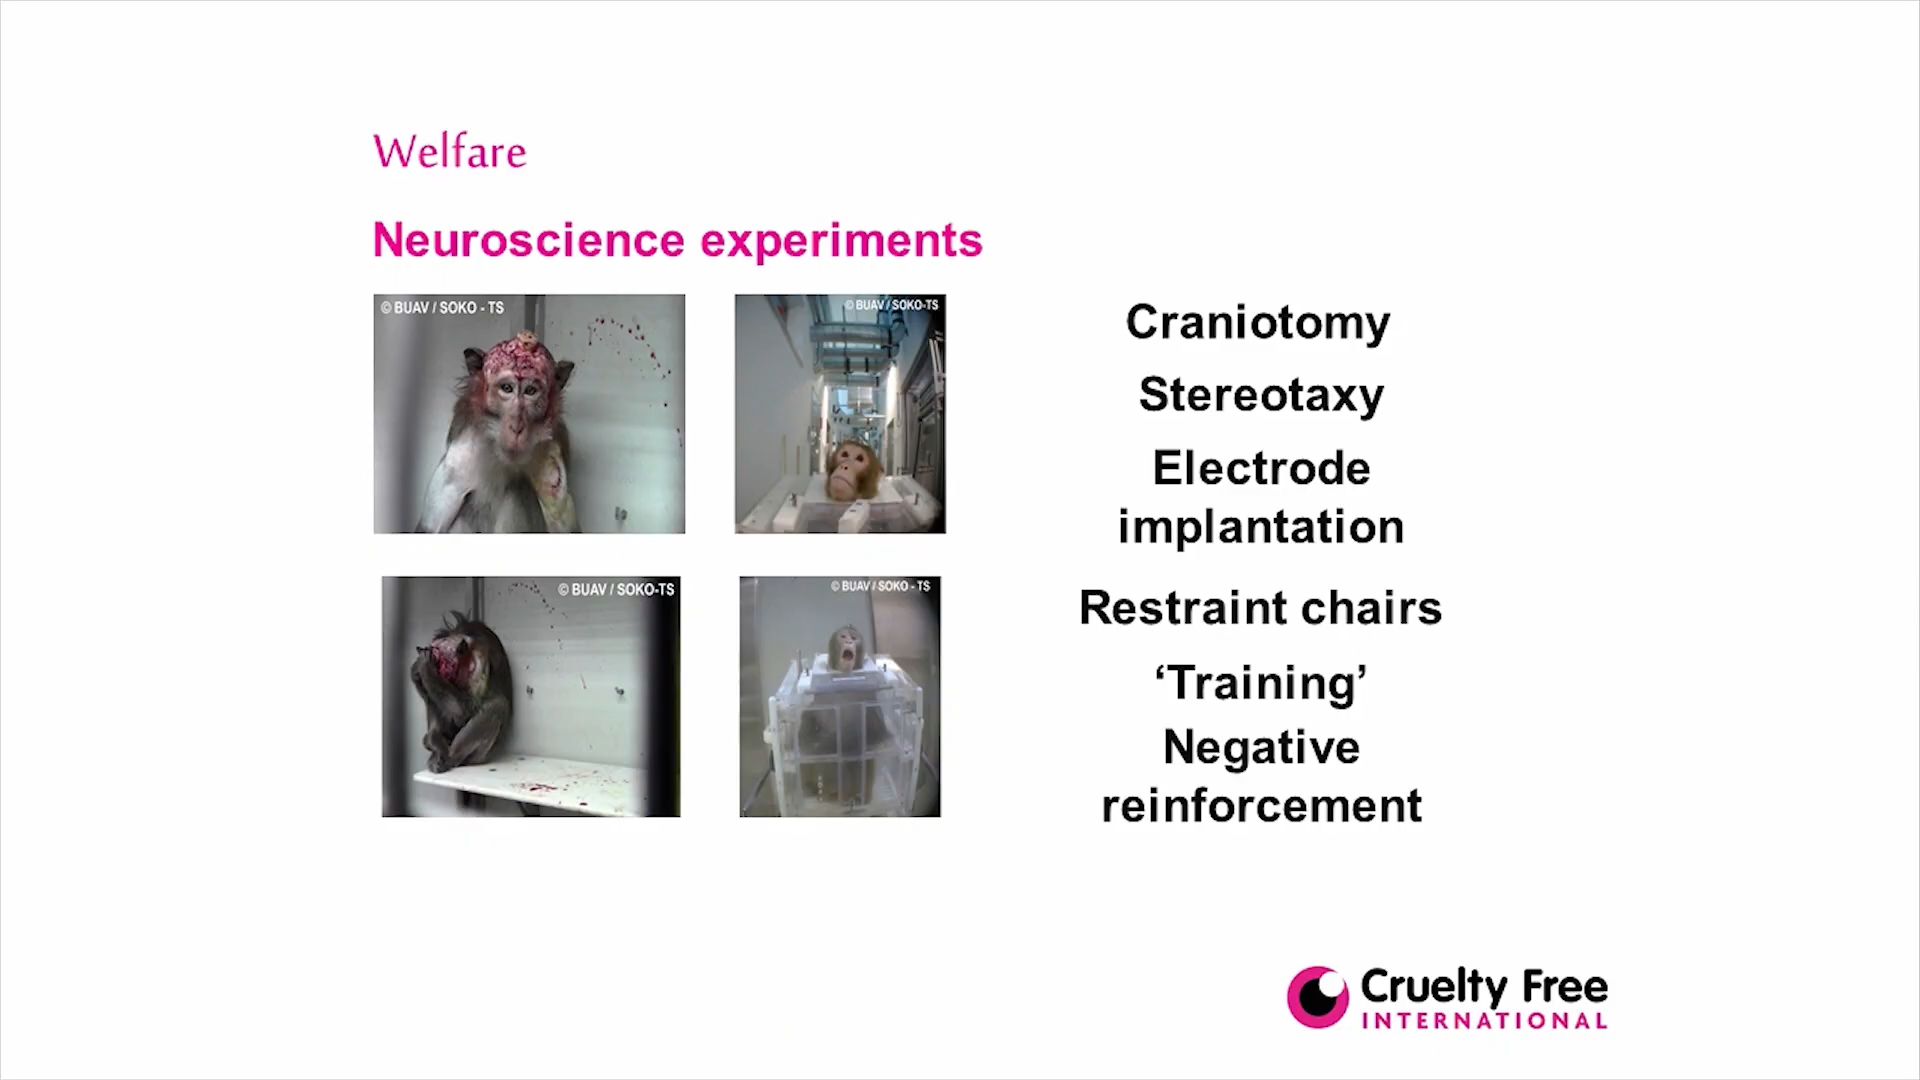 Welfare
Neuroscience experiments
© BUAV / SOKO - TS
© BUAV / SOKO-TS
Craniotomy
Stereotaxy
Electrode
implantation
© BUAV / SOKO-TS
© BUAV / SOKO - TS
Restraint chairs
‘Training’
Negative
reinforcement
Cruelty Free
INTERNATIONAL